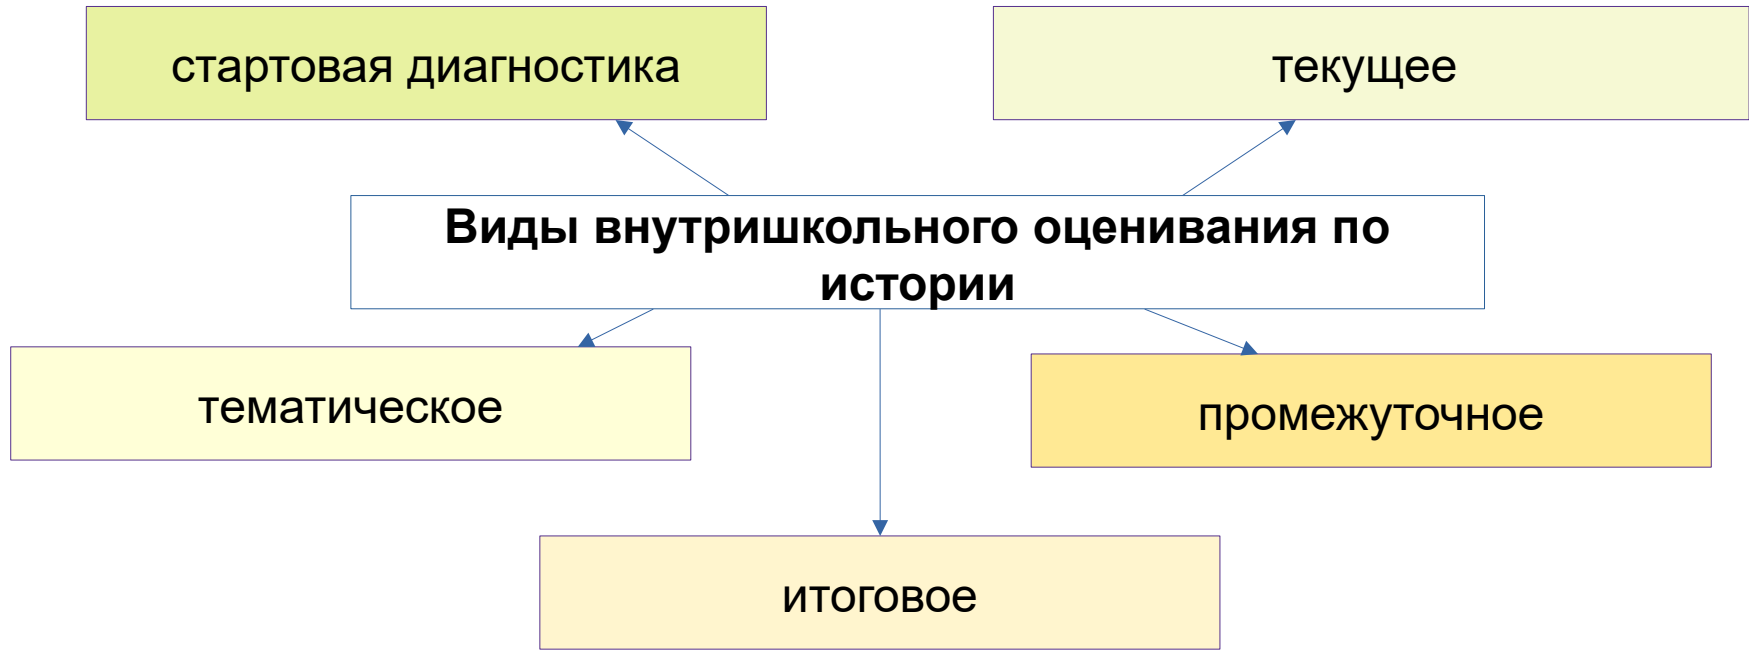 стартовая диагностика
текущее
Виды внутришкольного оценивания по
истории
тематическое
промежуточное
итоговое